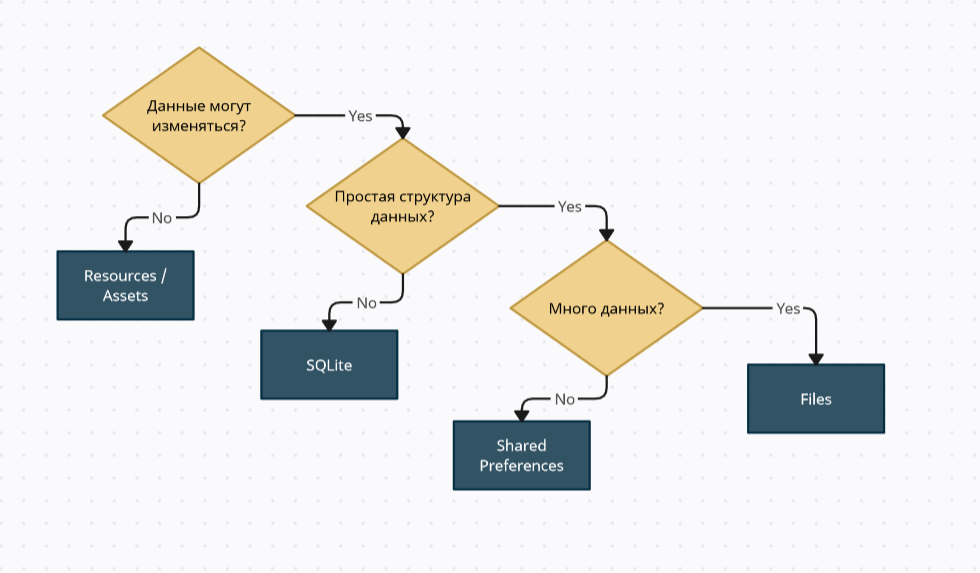 Данные могут
изменяться?
Yes
No
Resources /
Assets
Простая структура
данных?
Yes
No
SQLite
Много данных?
Yes
No
Shared
Preferences
Files